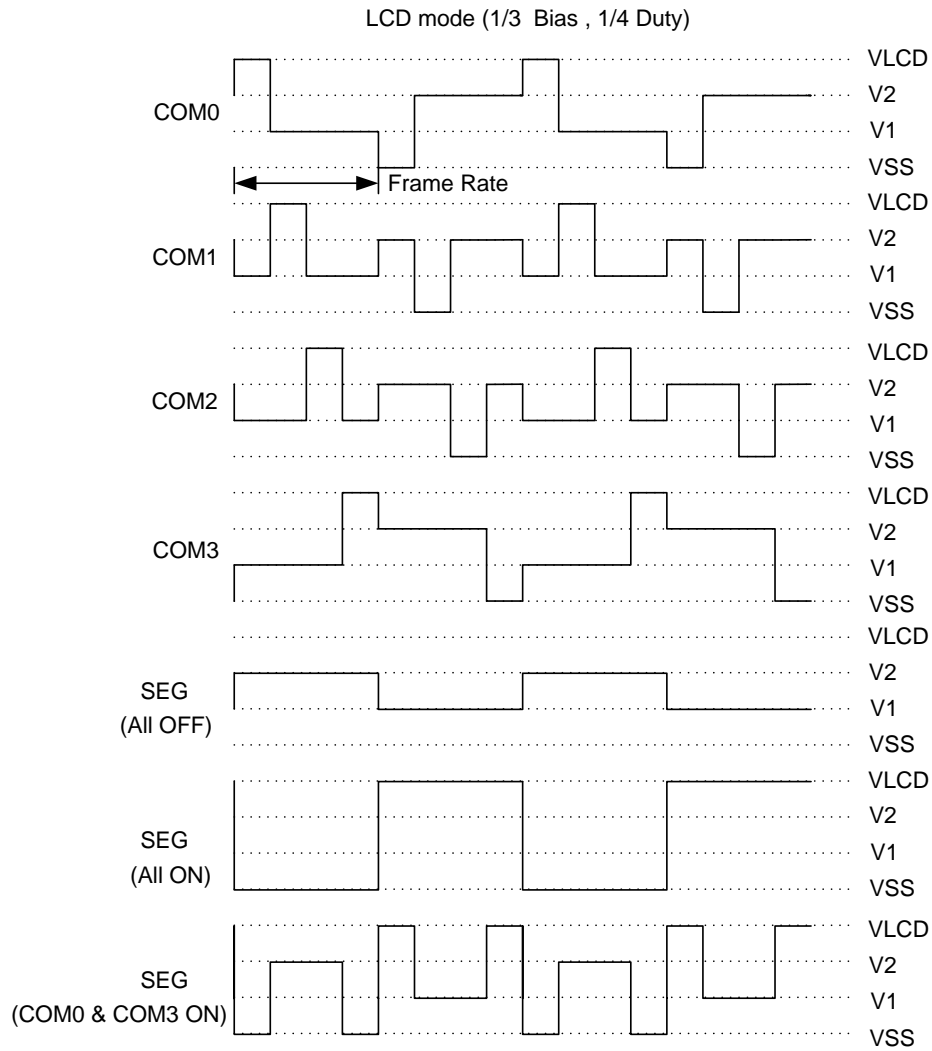 LCD mode (1/3 Bias , 1/4 Duty)
COM0
VLCD
V2
V1
VSS
Frame Rate
COM1
VLCD
V2
V1
VSS
COM2
VLCD
V2
V1
VSS
COM3
VLCD
V2
V1
VSS
SEG
(All OFF)
VLCD
V2
V1
VSS
SEG
(All ON)
VLCD
V2
V1
VSS
SEG
(COM0 & COM3 ON)
VLCD
V2
V1
VSS